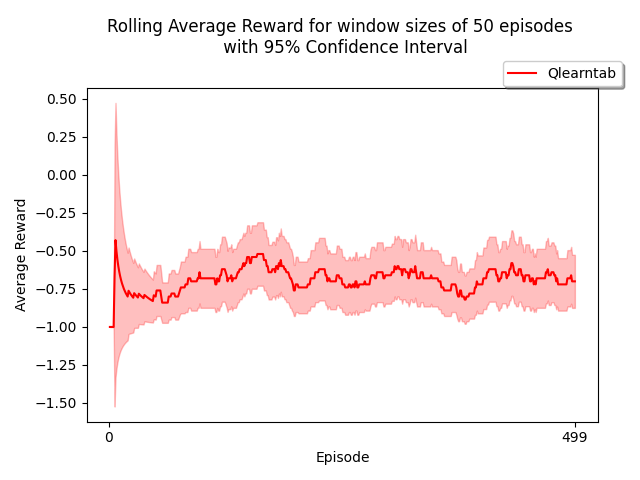 Rolling Average Reward for window sizes of 50 episodes
with 95% Confidence Interval
Qlearntab
0.50
0.25
0.00
−0.25
−0.50
−0.75
−1.00
−1.25
−1.50
Average Reward
0
499
Episode